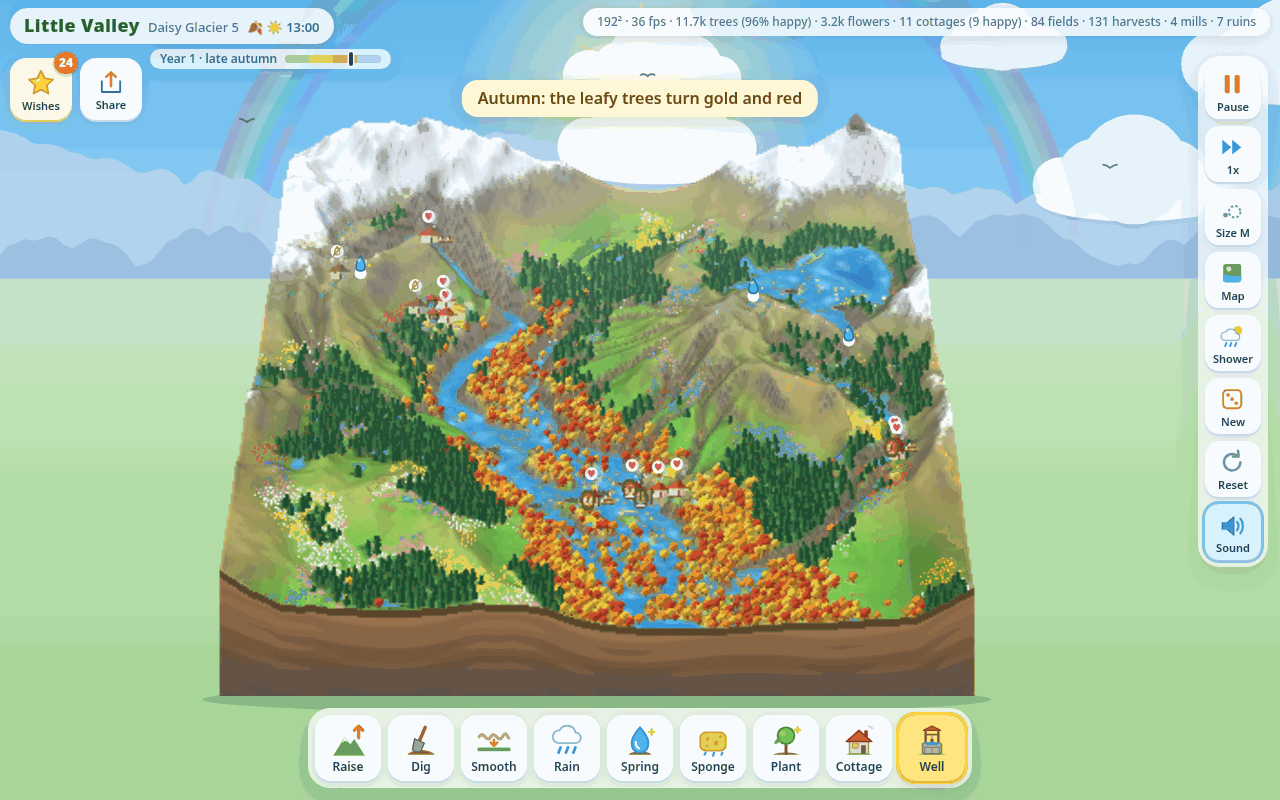 Little Valley Daisy Glacier 5 13:00
192² · 36 fps · 11.7k trees (96% happy) · 3.2k flowers · 11 cottages (9 happy) · 84 fields · 131 harvests · 4 mills · 7 ruins
Year 1 · late autumn
24
Wishes
Share
Autumn: the leafy trees turn gold and red
Pause
1x
Size M
Map
Shower
New
Reset
Sound
Raise
Dig
Smooth
Rain
Spring
Sponge
Plant
Cottage
Well